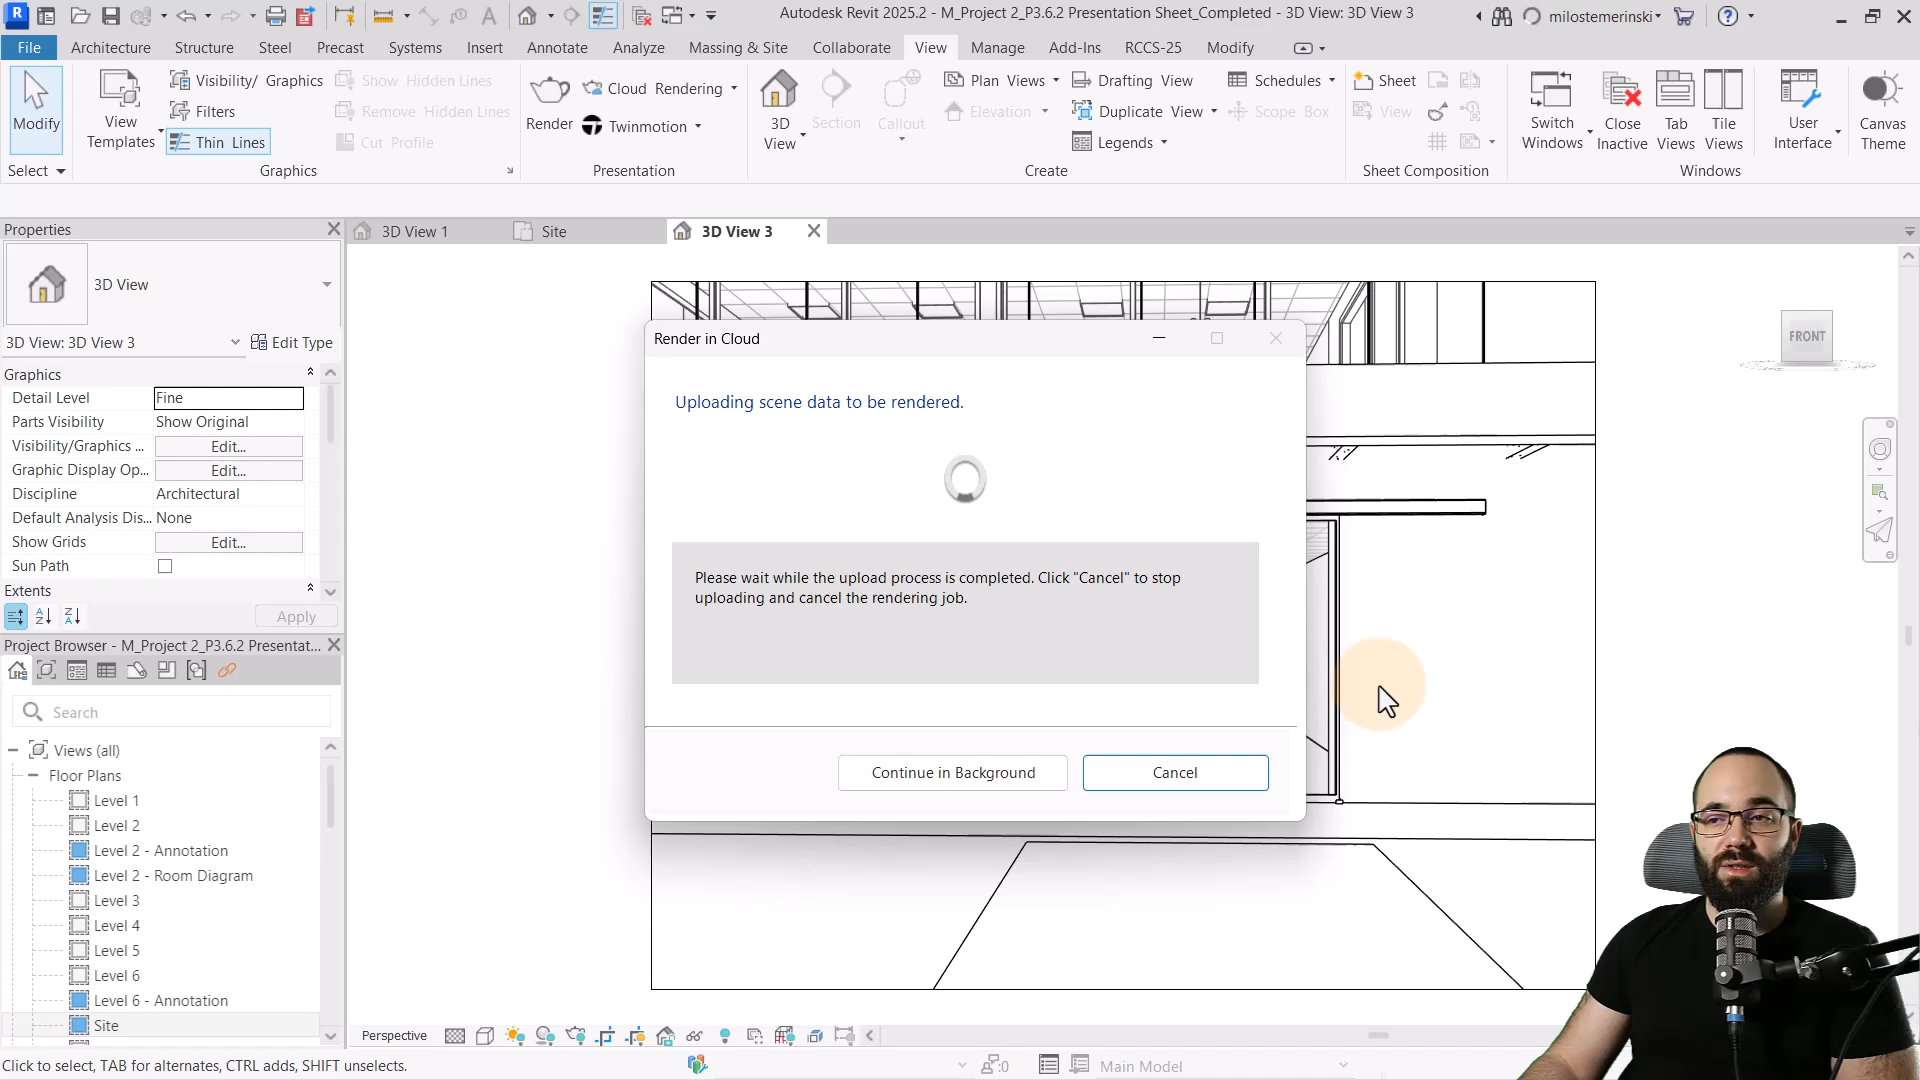 Autodesk Revit 2025.2 - M_Project 2_P3.6.2 Presentation Sheet_Completed - 3D View: 3D View 3
milostemerinski
File
Architecture
Structure
Steel
Precast
Systems
Insert
Annotate
Analyze
Massing & Site
Collaborate
View
Manage
Add-Ins
RCCS-25
Modify
Modify
Select
View
Templates
Visibility/ Graphics
Filters
Thin Lines
Show Hidden Lines
Remove Hidden Lines
Cut Profile
Graphics
Render
Cloud Rendering
Twinmotion
Presentation
3D
View
Section
Callout
Plan Views
Elevation
Drafting View
Duplicate View
Legends
Schedules
Scope Box
Create
Sheet
View
Sheet Composition
Switch
Windows
Close
Inactive
Tab
Views
Tile
Views
Windows
User
Interface
Canvas
Theme
Properties
3D View
3D View: 3D View 3
Edit Type
Graphics
Detail Level Fine
Parts Visibility Show Original
Visibility/Graphics ... Edit...
Graphic Display Op... Edit...
Discipline Architectural
Default Analysis Dis... None
Show Grids Edit...
Sun Path
Extents
Apply
Project Browser - M_Project 2_P3.6.2 Presentat...
Search
Views (all)
Floor Plans
Level 1
Level 2
Level 2 - Annotation
Level 2 - Room Diagram
Level 3
Level 4
Level 5
Level 6
Level 6 - Annotation
Site
3D View 1
Site
3D View 3
FRONT
Render in Cloud
Uploading scene data to be rendered.
Please wait while the upload process is completed. Click "Cancel" to stop
uploading and cancel the rendering job.
Continue in Background
Cancel
Perspective
Click to select, TAB for alternates, CTRL adds, SHIFT unselects.
:0
Main Model